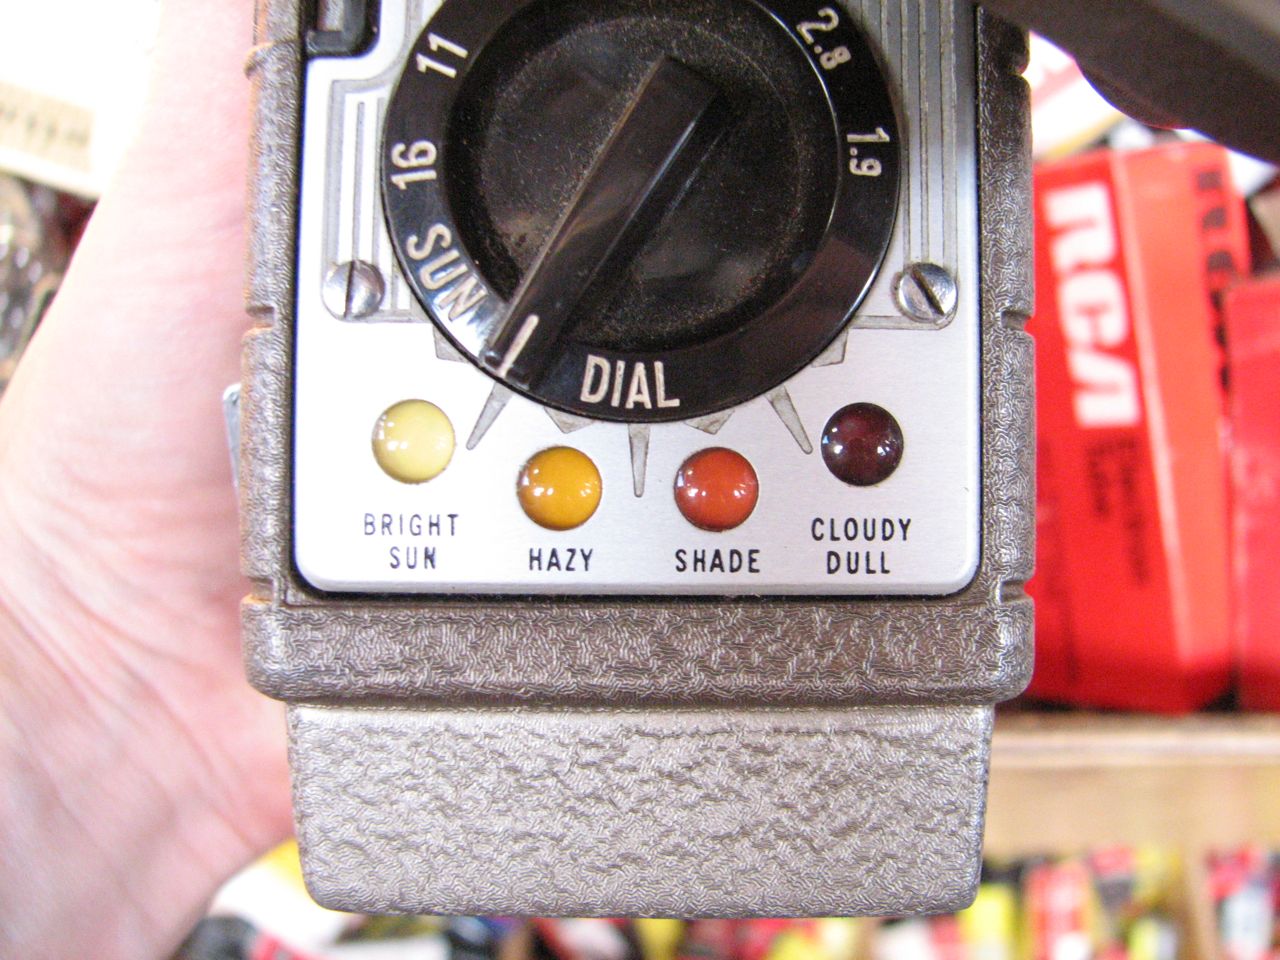 11
2.8
16
1.9
SUN
DIAL
BRIGHT
SUN
HAZY
SHADE
CLOUDY
DULL
RCA